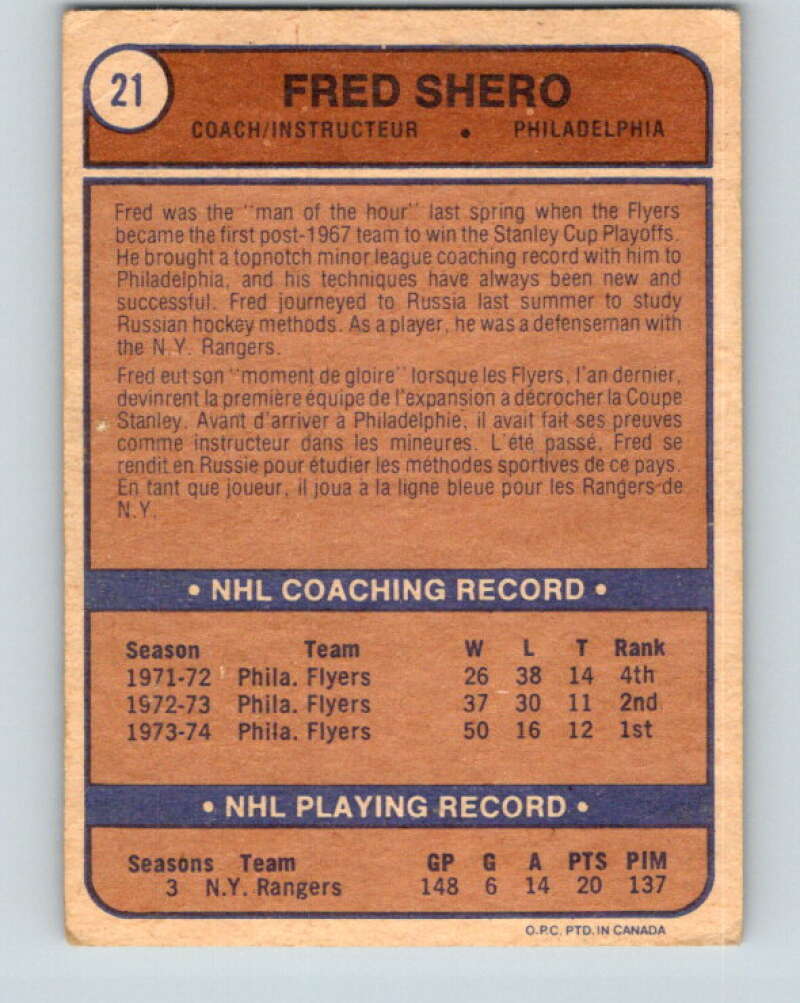 21
FRED SHERO
COACH/INSTRUCTEUR • PHILADELPHIA
Fred was the "man of the hour" last spring when the Flyers
became the first post-1967 team to win the Stanley Cup Playoffs.
He brought a topnotch minor league coaching record with him to
Philadelphia, and his techniques have always been new and
successful. Fred journeyed to Russia last summer to study
Russian hockey methods. As a player, he was a defenseman with
the N.Y. Rangers.
Fred eut son "moment de gloire" lorsque les Flyers, l'an dernier,
devinrent la première équipe de l'expansion a décrocher la Coupe
Stanley. Avant d'arriver à Philadelphie, il avait fait ses preuves
comme instructeur dans les mineures. L'été passé, Fred se
rendit en Russie pour étudier les méthodes sportives de ce pays.
En tant que joueur, il joua a la ligne bleue pour les Rangers de
N.Y.
• NHL COACHING RECORD •
Season Team W L T Rank
1971-72 Phila. Flyers 26 38 14 4th
1972-73 Phila. Flyers 37 30 11 2nd
1973-74 Phila. Flyers 50 16 12 1st
• NHL PLAYING RECORD •
Seasons Team GP G A PTS PIM
3 N.Y. Rangers 148 6 14 20 137
O.P.C. PTD. IN CANADA